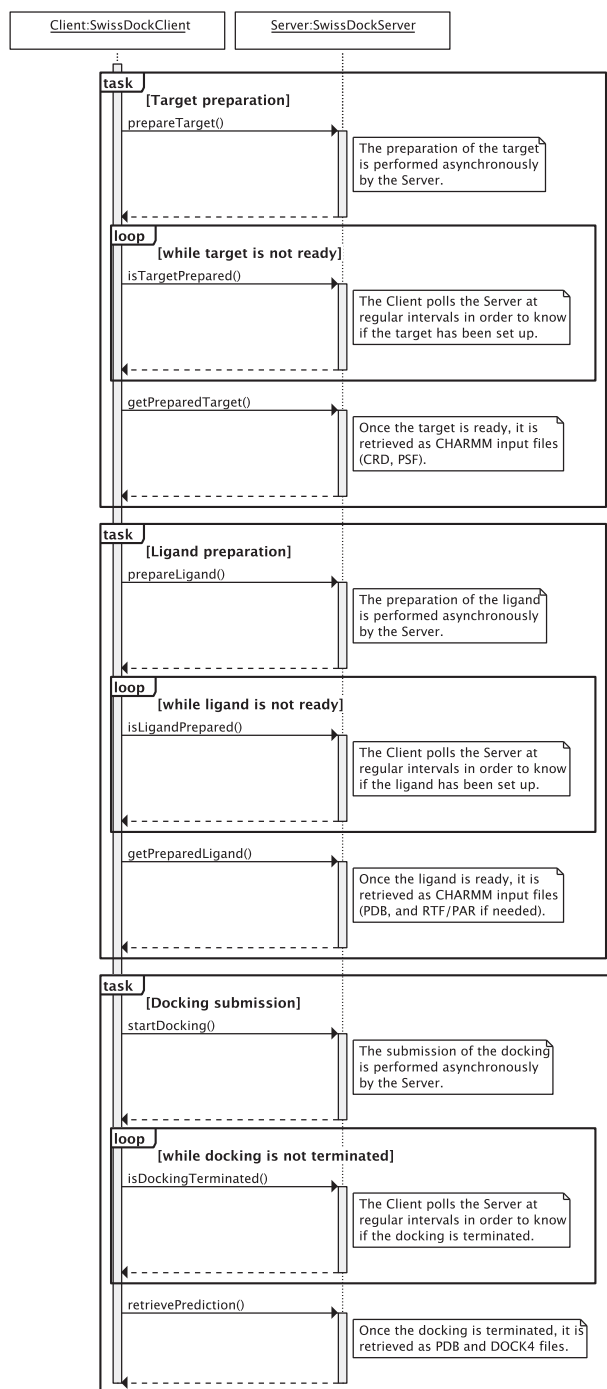 Client:SwissDockClient
Server:SwissDockServer
task
[Target preparation]
prepareTarget()
The preparation of the target
is performed asynchronously
by the Server.
loop
[while target is not ready]
isTargetPrepared()
The Client polls the Server at
regular intervals in order to know
if the target has been set up.
getPreparedTarget()
Once the target is ready, it is
retrieved as CHARMM input files
(CRD, PSF).
task
[Ligand preparation]
prepareLigand()
The preparation of the ligand
is performed asynchronously
by the Server.
loop
[while ligand is not ready]
isLigandPrepared()
The Client polls the Server at
regular intervals in order to know
if the ligand has been set up.
getPreparedLigand()
Once the ligand is ready, it is
retrieved as CHARMM input files
(PDB, and RTF/PAR if needed).
task
[Docking submission]
startDocking()
The submission of the docking
is performed asynchronously
by the Server.
loop
[while docking is not terminated]
isDockingTerminated()
The Client polls the Server at
regular intervals in order to know
if the docking is terminated.
retrievePrediction()
Once the docking is terminated, it is
retrieved as PDB and DOCK4 files.